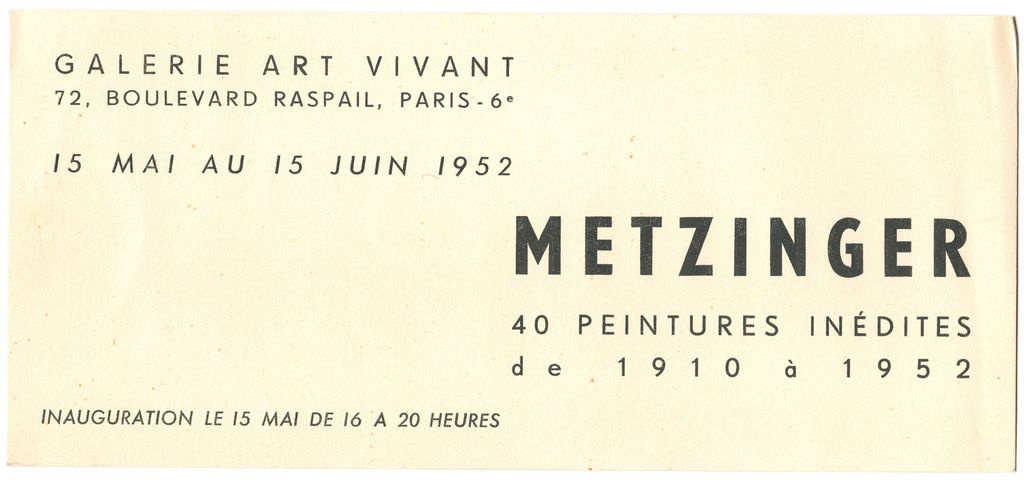 GALERIE ART VIVANT
72, BOULEVARD RASPAIL, PARIS - 6ᵉ
15 MAI AU 15 JUIN 1952
METZINGER
40 PEINTURES INÉDITES
de 1910 à 1952
INAUGURATION LE 15 MAI DE 16 A 20 HEURES